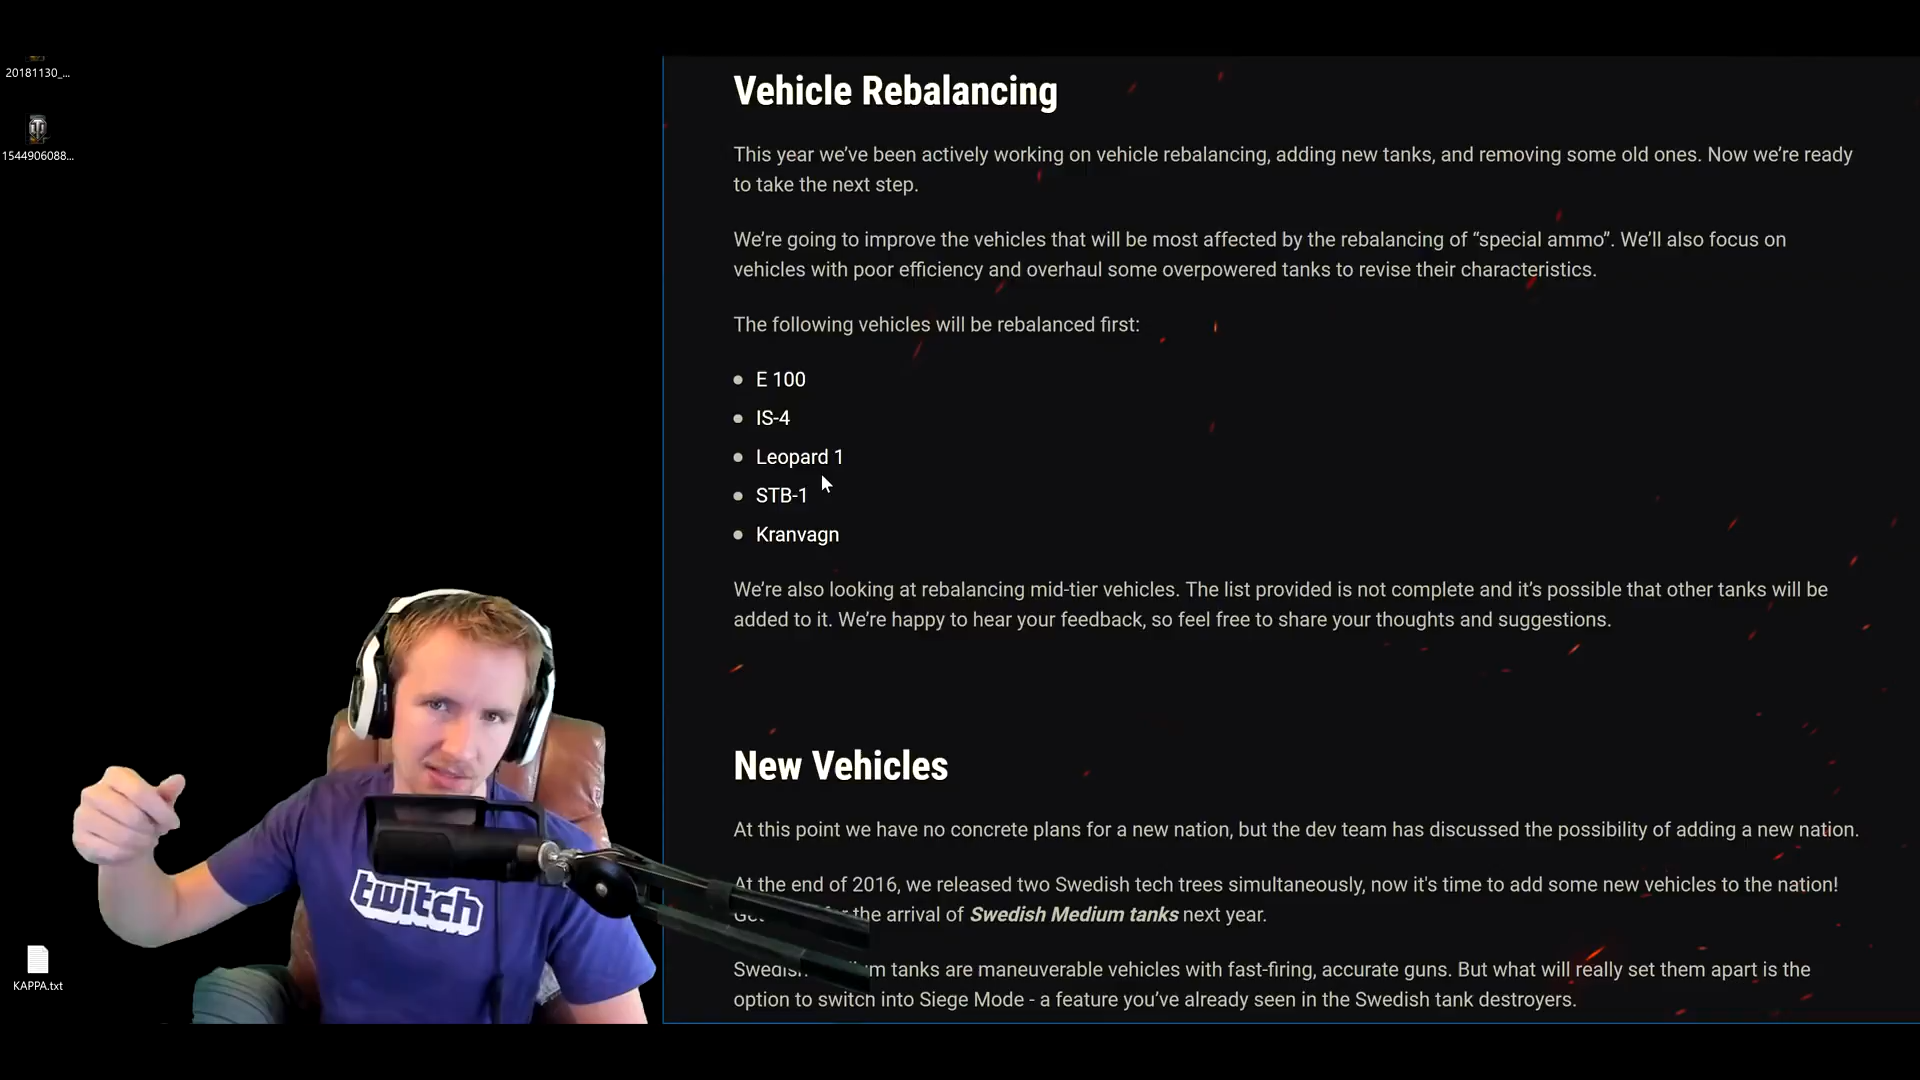 20181130_...
1544906088...
Vehicle Rebalancing
This year we’ve been actively working on vehicle rebalancing, adding new tanks, and removing some old ones. Now we’re ready
to take the next step.
We’re going to improve the vehicles that will be most affected by the rebalancing of “special ammo”. We’ll also focus on
vehicles with poor efficiency and overhaul some overpowered tanks to revise their characteristics.
The following vehicles will be rebalanced first:
E 100
IS-4
Leopard 1
STB-1
Kranvagn
We’re also looking at rebalancing mid-tier vehicles. The list provided is not complete and it’s possible that other tanks will be
added to it. We’re happy to hear your feedback, so feel free to share your thoughts and suggestions.
New Vehicles
At this point we have no concrete plans for a new nation, but the dev team has discussed the possibility of adding a new nation.
At the end of 2016, we released two Swedish tech trees simultaneously, now it's time to add some new vehicles to the nation!
the arrival of Swedish Medium tanks next year.
tanks are maneuverable vehicles with fast-firing, accurate guns. But what will really set them apart is the
option to switch into Siege Mode - a feature you’ve already seen in the Swedish tank destroyers.
twitch
KAPPA.txt